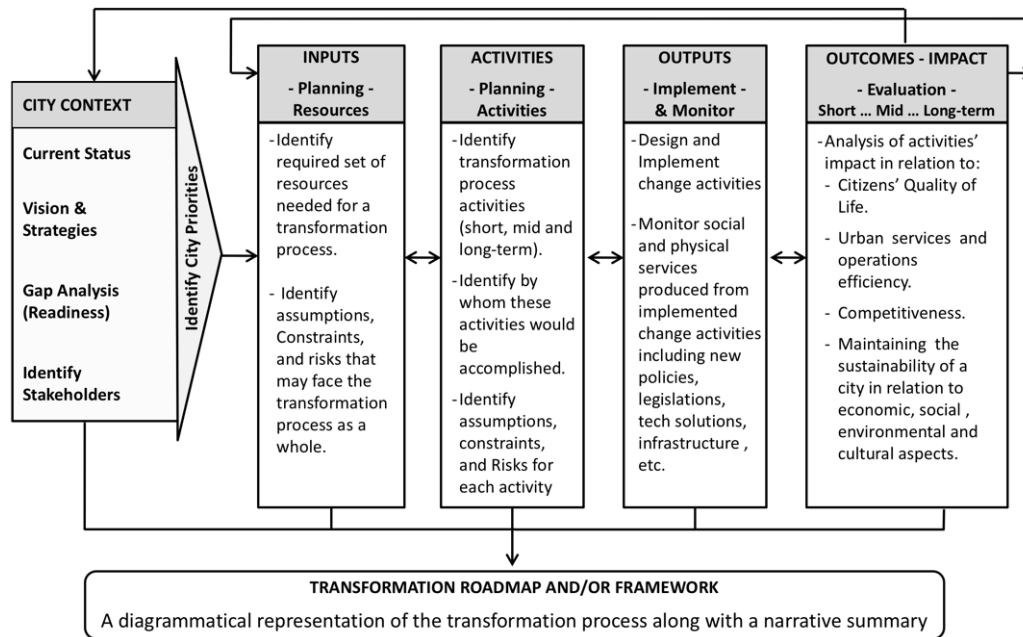 CITY CONTEXT
Current Status
Vision &
Strategies
Gap Analysis
(Readiness)
Identify
Stakeholders
Identify City Priorities
INPUTS
- Planning -
Resources
-Identify
required set of
resources
needed for a
transformation
process.
- Identify
assumptions,
Constraints,
and risks that
may face the
transformation
process as a
whole.
ACTIVITIES
- Planning -
Activities
-Identify
transformation
process
activities
(short, mid and
long-term).
-Identify by
whom these
activities would
be
accomplished.
-Identify
assumptions,
constraints,
and Risks for
each activity
OUTPUTS
- Implement -
& Monitor
-Design and
Implement
change activities
-Monitor social
and physical
services
produced from
implemented
change activities
including new
policies,
legislations,
tech solutions,
infrastructure ,
etc.
OUTCOMES - IMPACT
- Evaluation -
Short ... Mid ... Long-term
-Analysis of activities'
impact in relation to:
- Citizens' Quality of
Life.
- Urban services and
operations
efficiency.
- Competitiveness.
- Maintaining the
sustainability of a
city in relation to
economic, social ,
environmental and
cultural aspects.
TRANSFORMATION ROADMAP AND/OR FRAMEWORK
A diagrammatical representation of the transformation process along with a narrative summary